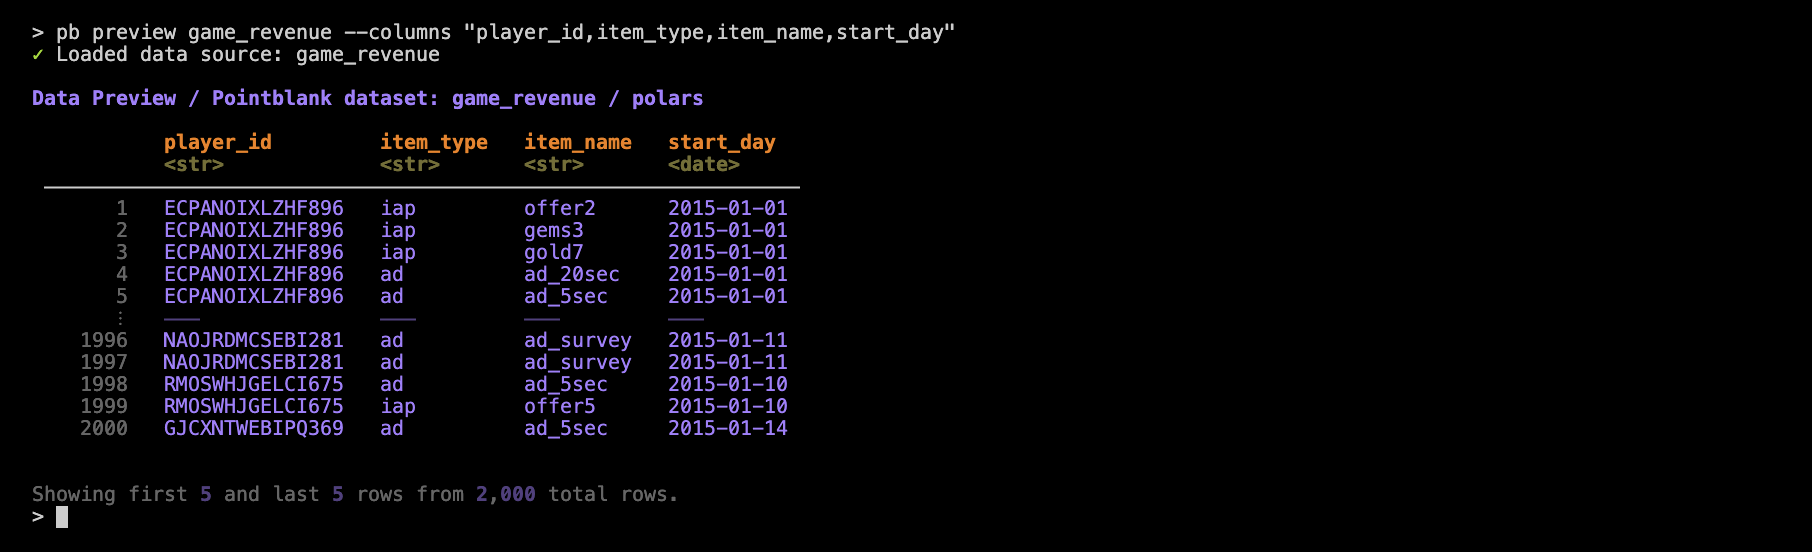 > pb preview game_revenue --columns "player_id,item_type,item_name,start_day"
✓ Loaded data source: game_revenue
Data Preview / Pointblank dataset: game_revenue / polars
player_id item_type item_name start_day
<str> <str> <str> <date>
1 ECPANOIXLZHF896 iap offer2 2015-01-01
2 ECPANOIXLZHF896 iap gems3 2015-01-01
3 ECPANOIXLZHF896 iap gold7 2015-01-01
4 ECPANOIXLZHF896 ad ad_20sec 2015-01-01
5 ECPANOIXLZHF896 ad ad_5sec 2015-01-01
⋮ ——— ——— ——— ———
1996 NAOJRDMCSEBI281 ad ad_survey 2015-01-11
1997 NAOJRDMCSEBI281 ad ad_survey 2015-01-11
1998 RMOSWHJGELCI675 ad ad_5sec 2015-01-10
1999 RMOSWHJGELCI675 iap offer5 2015-01-10
2000 GJCXNTWEBIPQ369 ad ad_5sec 2015-01-14
Showing first 5 and last 5 rows from 2,000 total rows.
>